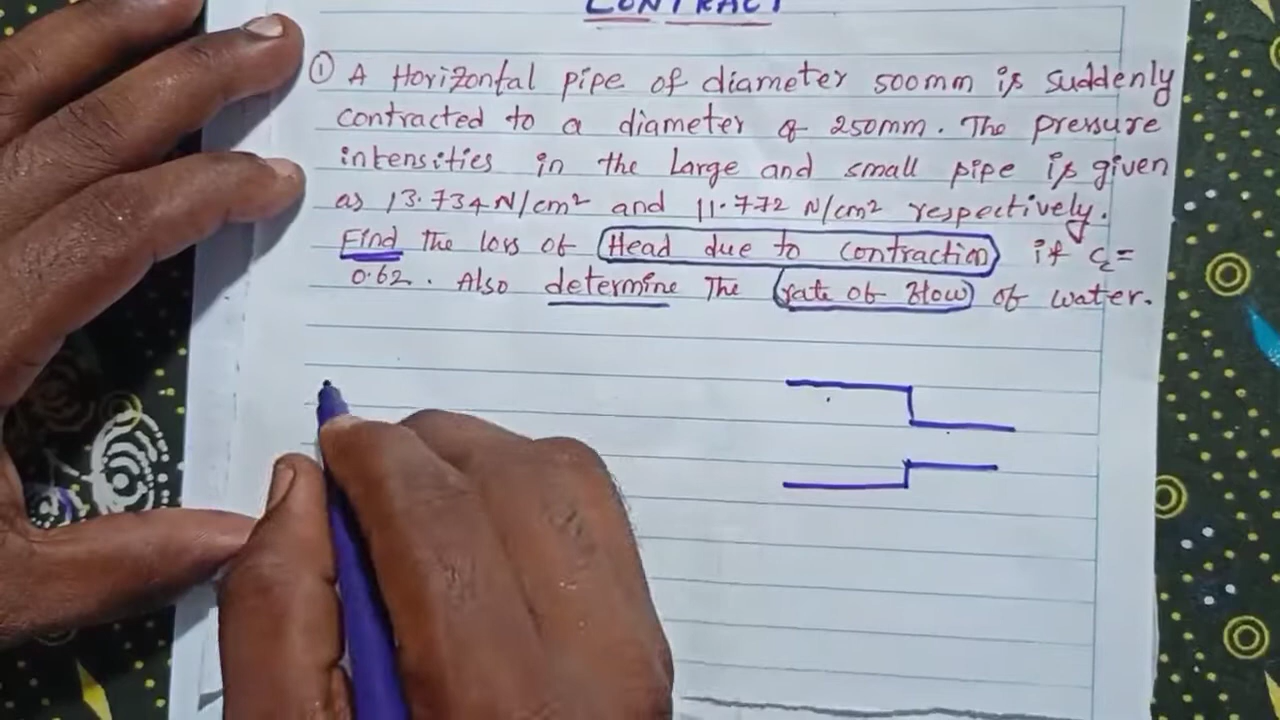 CONTRACT
① A Horizontal pipe of diameter 500mm is suddenly
contracted to a diameter of 250mm. The pressure
intensities in the Large and small pipe is given
as 13.734 N/cm² and 11.772 N/cm² respectively.
Find the loss of Head due to contraction if Cc=
0.62. Also determine The rate of flow of water.